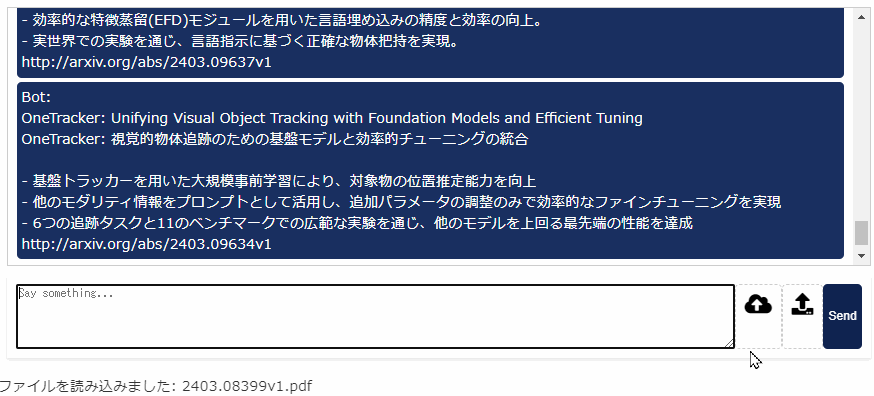 - 効率的な特徴蒸留(EFD)モジュールを用いた言語埋め込みの精度と効率の向上。
- 実世界での実験を通じ、言語指示に基づく正確な物体把持を実現。
http://arxiv.org/abs/2403.09637v1
Bot:
OneTracker: Unifying Visual Object Tracking with Foundation Models and Efficient Tuning
OneTracker: 視覚的物体追跡のための基盤モデルと効率的チューニングの統合
- 基盤トラッカーを用いた大規模事前学習により、対象物の位置推定能力を向上
- 他のモダリティ情報をプロンプトとして活用し、追加パラメータの調整のみで効率的なファインチューニングを実現
- 6つの追跡タスクと11のベンチマークでの広範な実験を通じ、他のモデルを上回る最先端の性能を達成
http://arxiv.org/abs/2403.09634v1
Say something...
Send
ファイルを読み込みました: 2403.08399v1.pdf